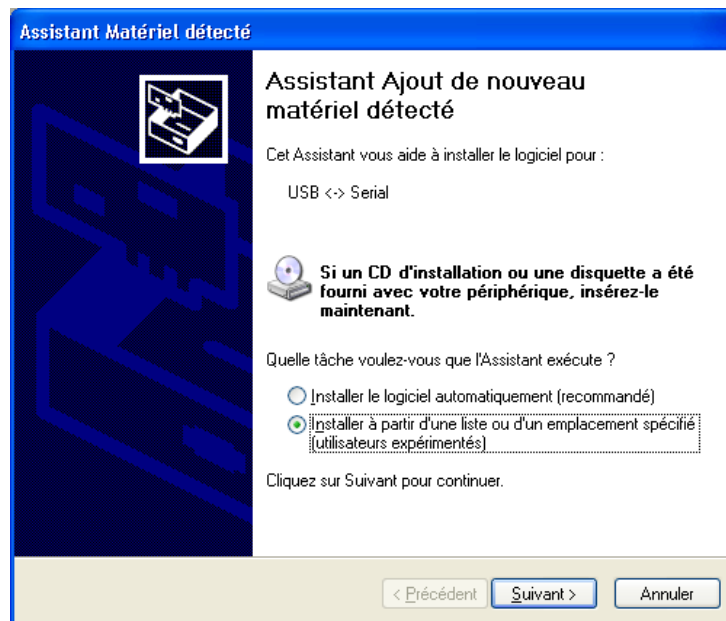 Assistant Matériel détecté
Assistant Ajout de nouveau
matériel détecté
Cet Assistant vous aide à installer le logiciel pour :
USB <-> Serial
Si un CD d'installation ou une disquette a été
fourni avec votre périphérique, insérez-le
maintenant.
Quelle tâche voulez-vous que l'Assistant exécute ?
Installer le logiciel automatiquement (recommandé)
Installer à partir d'une liste ou d'un emplacement spécifié
(utilisateurs expérimentés)
Cliquez sur Suivant pour continuer.
< Précédent
Suivant >
Annuler